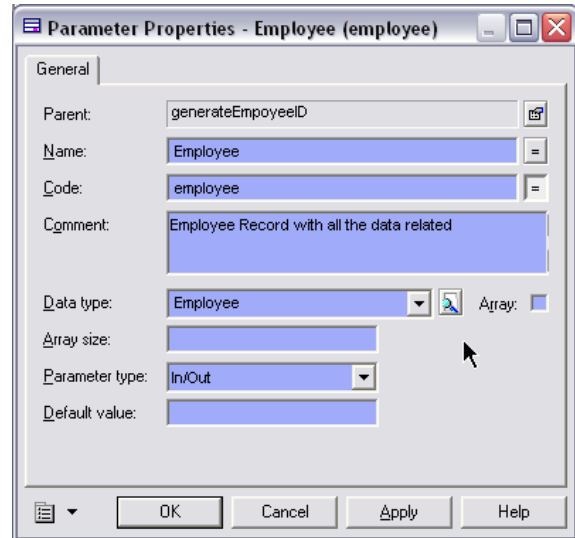 Parameter Properties - Employee (employee)
General
Parent: generateEmpoyeeID
Name: Employee =
Code: employee =
Comment: Employee Record with all the data related
Data type: Employee Array:
Array size:
Parameter type: In/Out
Default value:
OK Cancel Apply Help